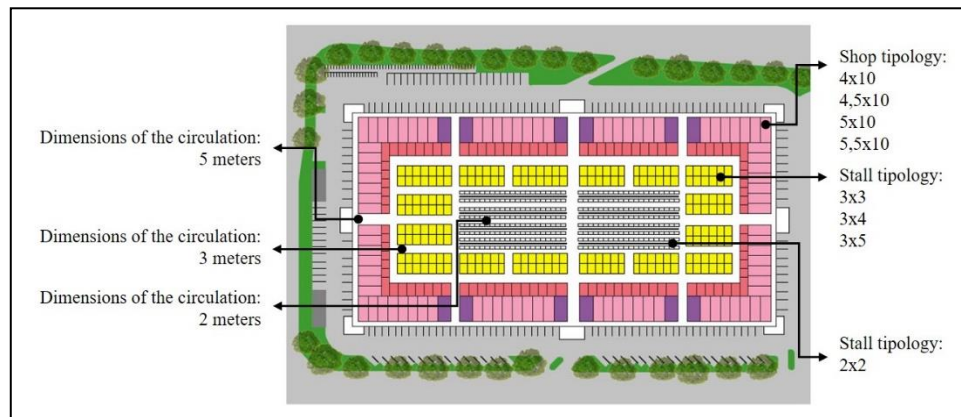 Dimensions of the circulation:
5 meters
Dimensions of the circulation:
3 meters
Dimensions of the circulation:
2 meters
Shop tipology:
4x10
4,5x10
5x10
5,5x10
Stall tipology:
3x3
3x4
3x5
Stall tipology:
2x2